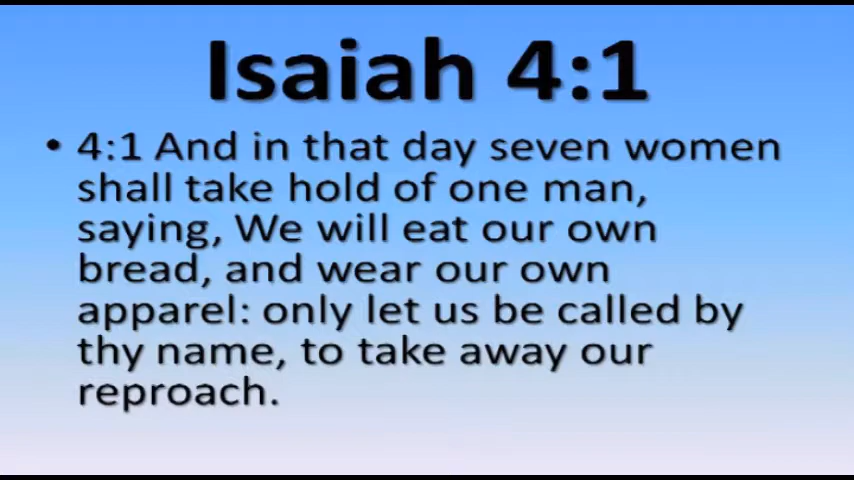 Isaiah 4:1
• 4:1 And in that day seven women
shall take hold of one man,
saying, We will eat our own
bread, and wear our own
apparel: only let us be called by
thy name, to take away our
reproach.